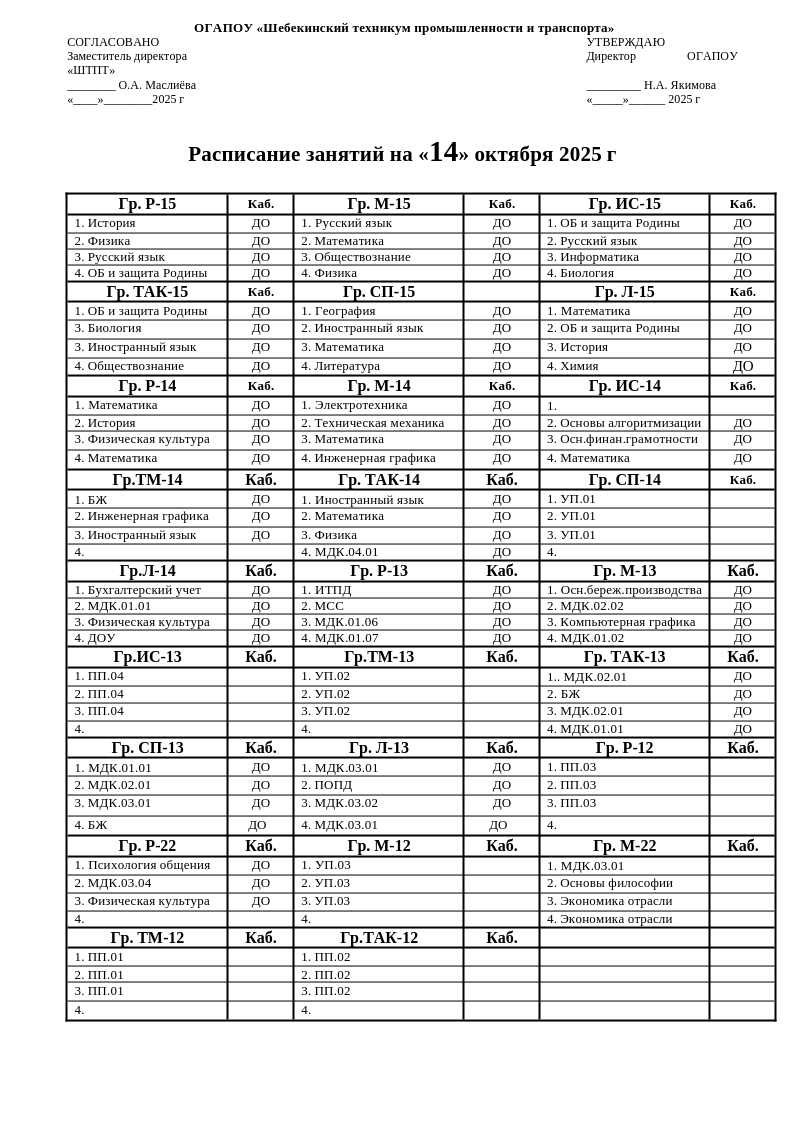 ОГАПОУ «Шебекинский техникум промышленности и транспорта»
СОГЛАСОВАНО УТВЕРЖДАЮ
Заместитель директора Директор ОГАПОУ
«ШТПТ»
________ О.А. Маслиёва _________ Н.А. Якимова
«____»________2025 г «_____»______ 2025 г
Расписание занятий на «14» октября 2025 г
Гр. Р-15 Каб. Гр. М-15 Каб. Гр. ИС-15 Каб.
1. История ДО 1. Русский язык ДО 1. ОБ и защита Родины ДО
2. Физика ДО 2. Математика ДО 2. Русский язык ДО
3. Русский язык ДО 3. Обществознание ДО 3. Информатика ДО
4. ОБ и защита Родины ДО 4. Физика ДО 4. Биология ДО
Гр. ТАК-15 Каб. Гр. СП-15 Гр. Л-15 Каб.
1. ОБ и защита Родины ДО 1. География ДО 1. Математика ДО
3. Биология ДО 2. Иностранный язык ДО 2. ОБ и защита Родины ДО
3. Иностранный язык ДО 3. Математика ДО 3. История ДО
4. Обществознание ДО 4. Литература ДО 4. Химия ДО
Гр. Р-14 Каб. Гр. М-14 Каб. Гр. ИС-14 Каб.
1. Математика ДО 1. Электротехника ДО 1.
2. История ДО 2. Техническая механика ДО 2. Основы алгоритмизации ДО
3. Физическая культура ДО 3. Математика ДО 3. Осн.финан.грамотности ДО
4. Математика ДО 4. Инженерная графика ДО 4. Математика ДО
Гр.ТМ-14 Каб. Гр. ТАК-14 Каб. Гр. СП-14 Каб.
1. БЖ ДО 1. Иностранный язык ДО 1. УП.01
2. Инженерная графика ДО 2. Математика ДО 2. УП.01
3. Иностранный язык ДО 3. Физика ДО 3. УП.01
4. 4. МДК.04.01 ДО 4.
Гр.Л-14 Каб. Гр. Р-13 Каб. Гр. М-13 Каб.
1. Бухгалтерский учет ДО 1. ИТПД ДО 1. Осн.береж.производства ДО
2. МДК.01.01 ДО 2. МСС ДО 2. МДК.02.02 ДО
3. Физическая культура ДО 3. МДК.01.06 ДО 3. Компьютерная графика ДО
4. ДОУ ДО 4. МДК.01.07 ДО 4. МДК.01.02 ДО
Гр.ИС-13 Каб. Гр.ТМ-13 Каб. Гр. ТАК-13 Каб.
1. ПП.04 1. УП.02 1.. МДК.02.01 ДО
2. ПП.04 2. УП.02 2. БЖ ДО
3. ПП.04 3. УП.02 3. МДК.02.01 ДО
4. 4. 4. МДК.01.01 ДО
Гр. СП-13 Каб. Гр. Л-13 Каб. Гр. Р-12 Каб.
1. МДК.01.01 ДО 1. МДК.03.01 ДО 1. ПП.03
2. МДК.02.01 ДО 2. ПОПД ДО 2. ПП.03
3. МДК.03.01 ДО 3. МДК.03.02 ДО 3. ПП.03
4. БЖ ДО 4. МДК.03.01 ДО 4.
Гр. Р-22 Каб. Гр. М-12 Каб. Гр. М-22 Каб.
1. Психология общения ДО 1. УП.03 1. МДК.03.01
2. МДК.03.04 ДО 2. УП.03 2. Основы философии
3. Физическая культура ДО 3. УП.03 3. Экономика отрасли
4. 4. 4. Экономика отрасли
Гр. ТМ-12 Каб. Гр.ТАК-12 Каб.
1. ПП.01 1. ПП.02
2. ПП.01 2. ПП.02
3. ПП.01 3. ПП.02
4. 4.